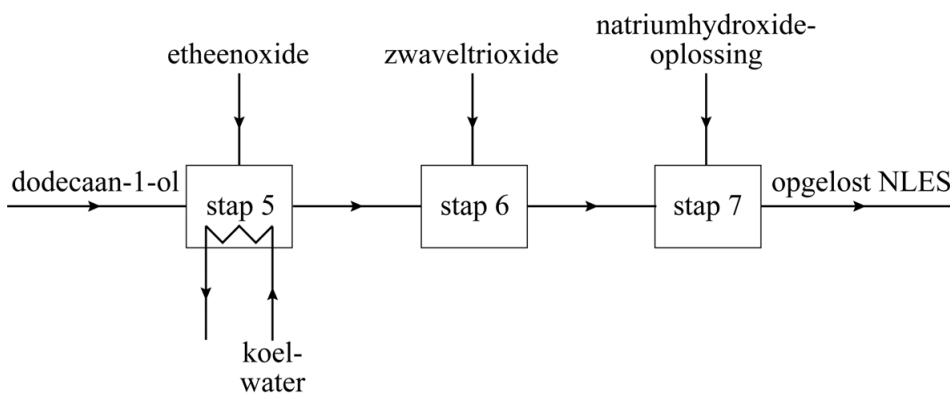 natriumhydroxide-
oplossing
etheenoxide
zwaveltrioxide
dodecaan-1-ol
stap 5
stap 6
stap 7
opgelost NLES
koel-
water